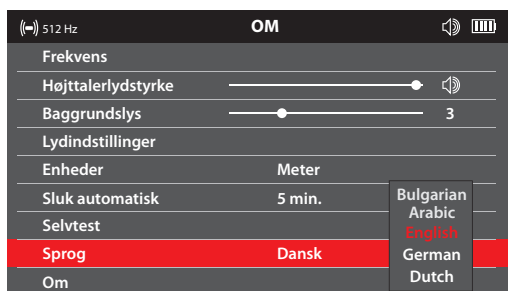 512 Hz OM
Frekvens
Højttalerlydstyrke
Baggrundslys 3
Lydindstillinger
Enheder Meter
Sluk automatisk 5 min.
Selvtest
Sprog Dansk
Om
Bulgarian
Arabic
English
German
Dutch